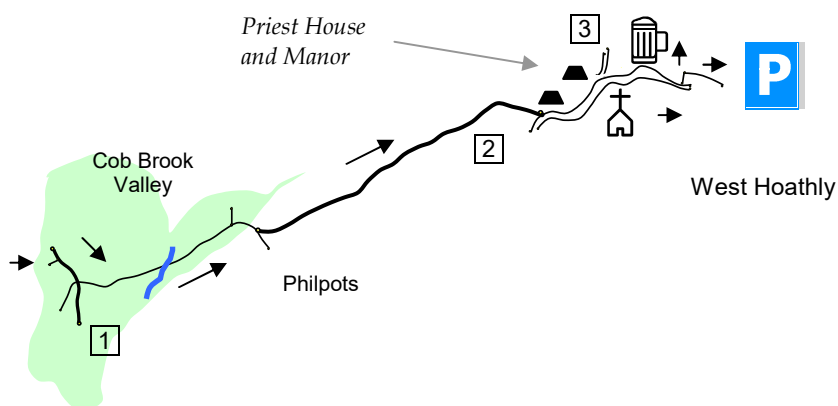 Priest House
and Manor
3
P
2
Cob Brook
Valley
West Hoathly
Philpots
1